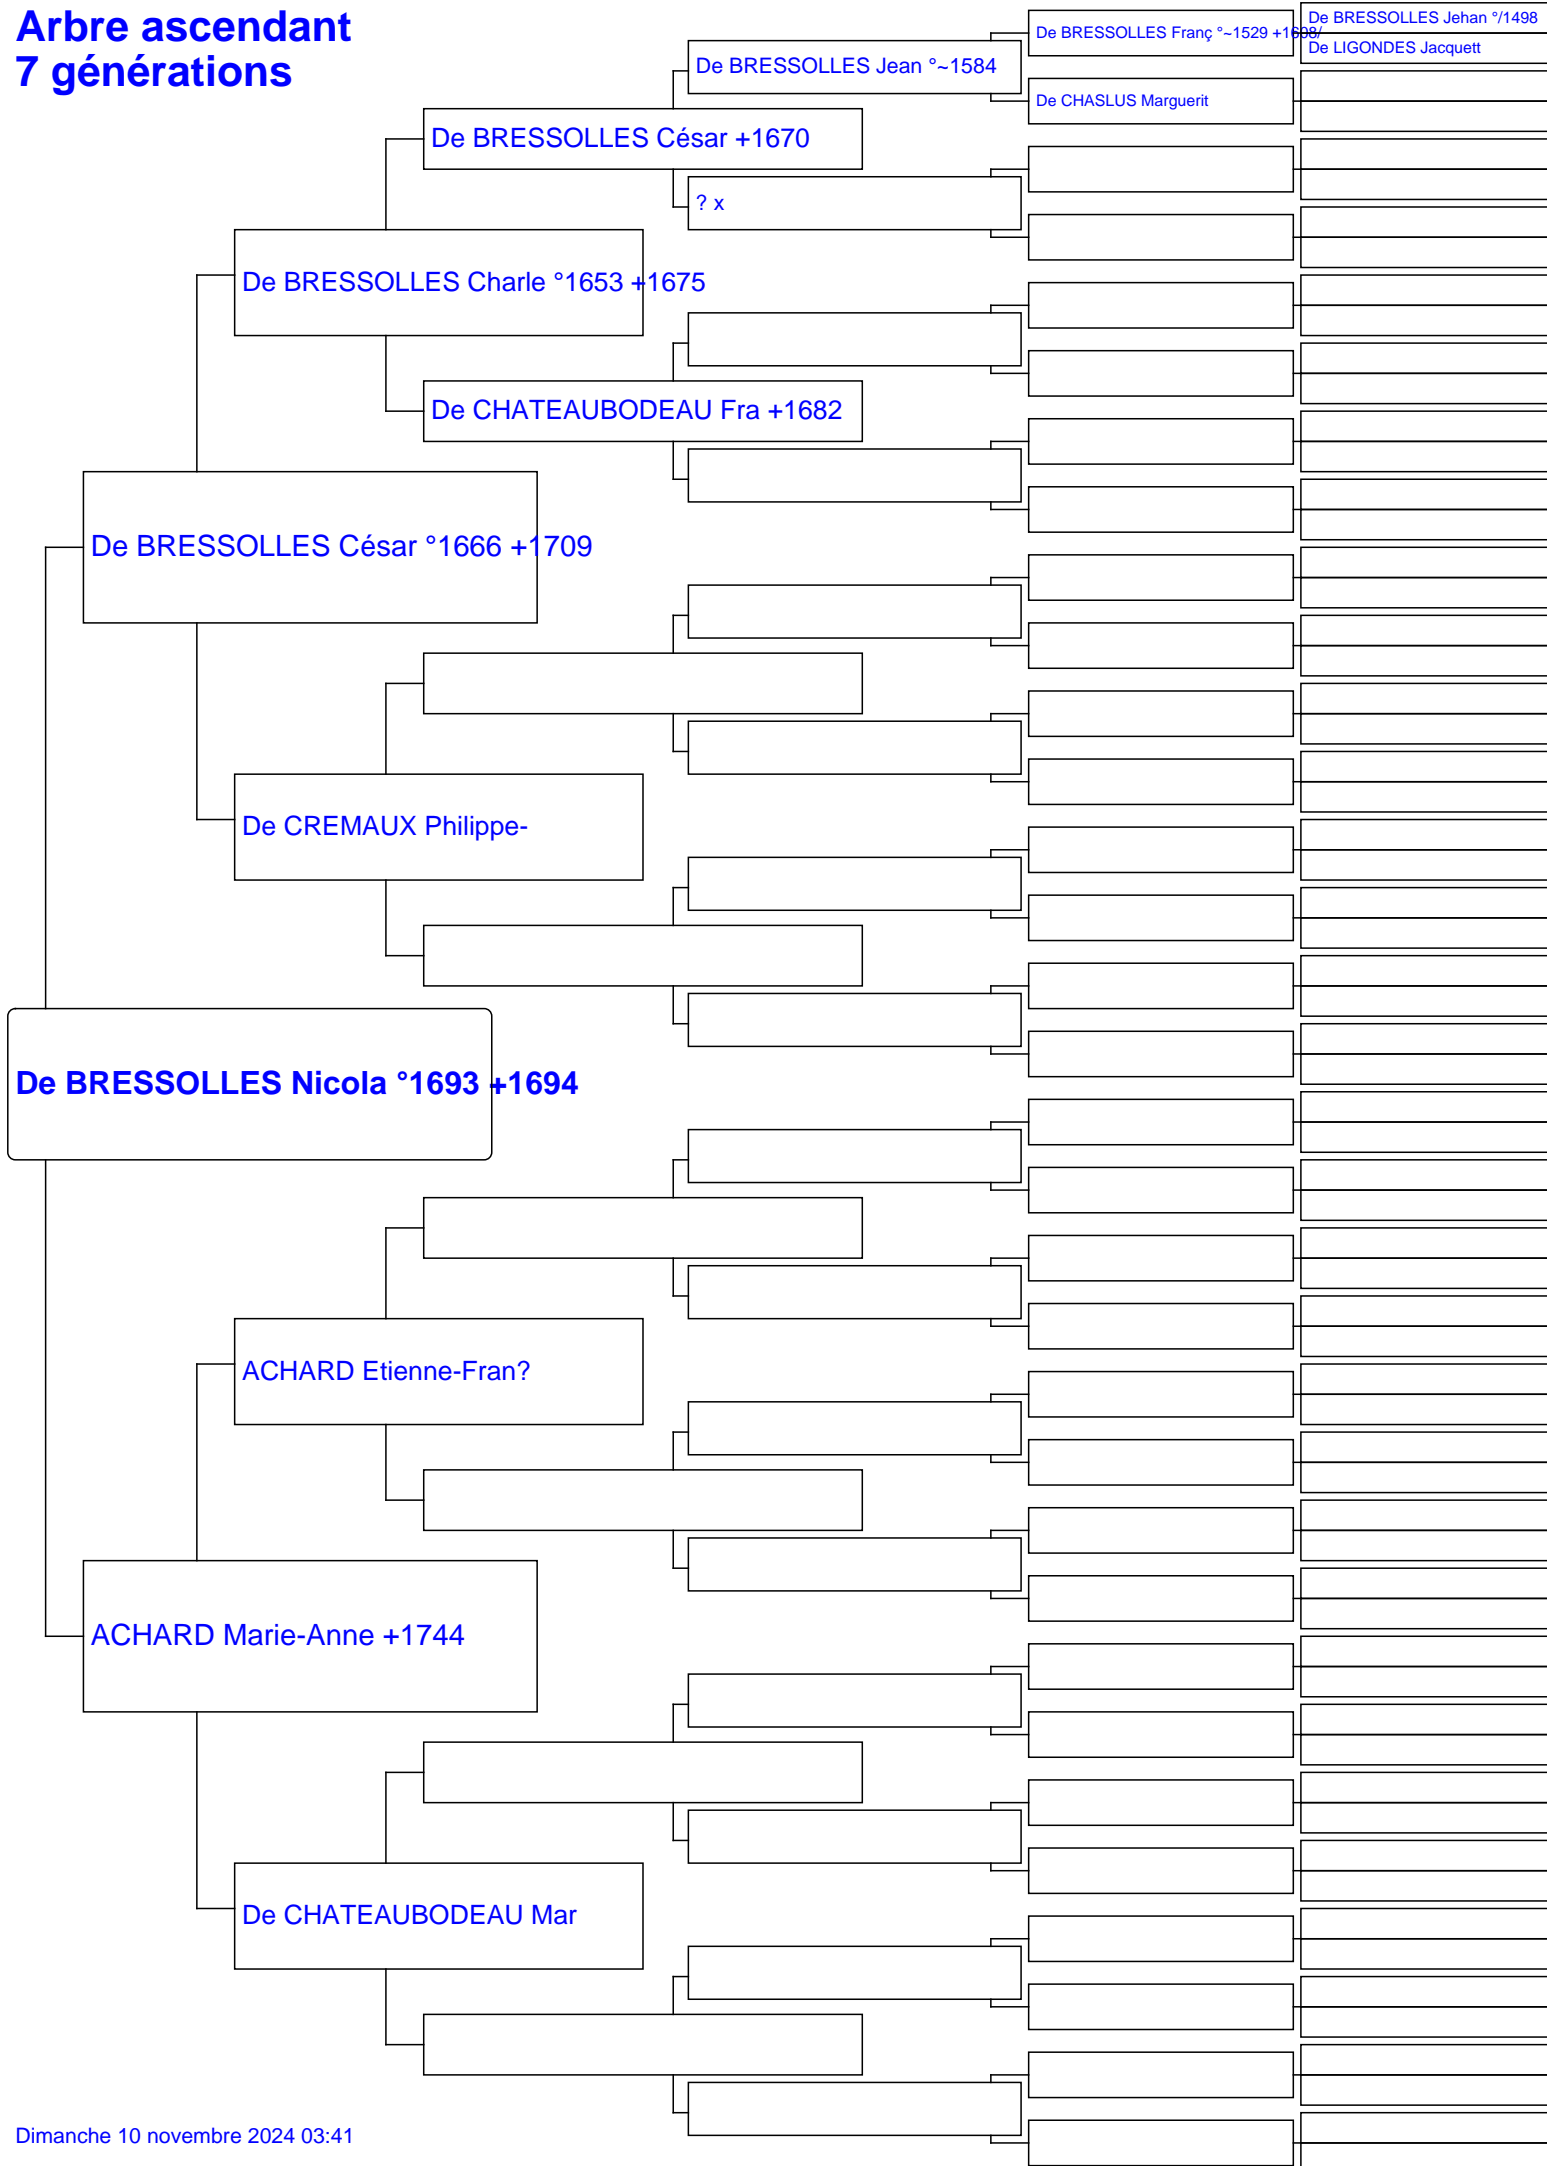 Arbre ascendant
7 générations
De BRESSOLLES Jehan °/1498
De BRESSOLLES Franç °~1529 +1608/
De LIGONDES Jacquett
De BRESSOLLES Jean °~1584
De CHASLUS Marguerit
De BRESSOLLES César +1670
? x
De BRESSOLLES Charle °1653 +1675
De CHATEAUBODEAU Fra +1682
De BRESSOLLES César °1666 +1709
De CREMAUX Philippe-
De BRESSOLLES Nicola °1693 +1694
ACHARD Etienne-Fran?
ACHARD Marie-Anne +1744
De CHATEAUBODEAU Mar
Dimanche 10 novembre 2024 03:41